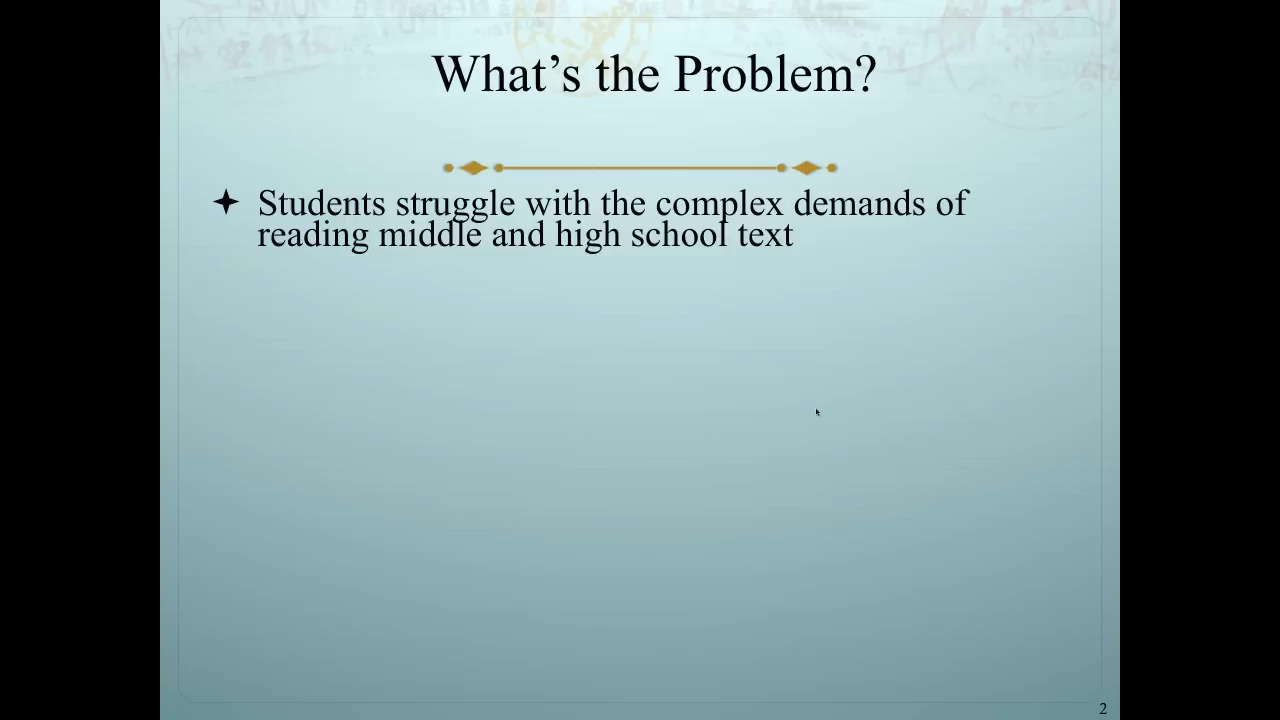 What's the Problem?
Students struggle with the complex demands of
reading middle and high school text
2